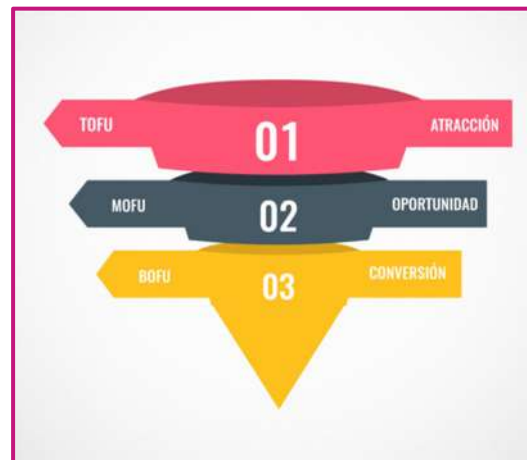 TOFU 01 ATRACCIÓN
MOFU 02 OPORTUNIDAD
BOFU 03 CONVERSIÓN